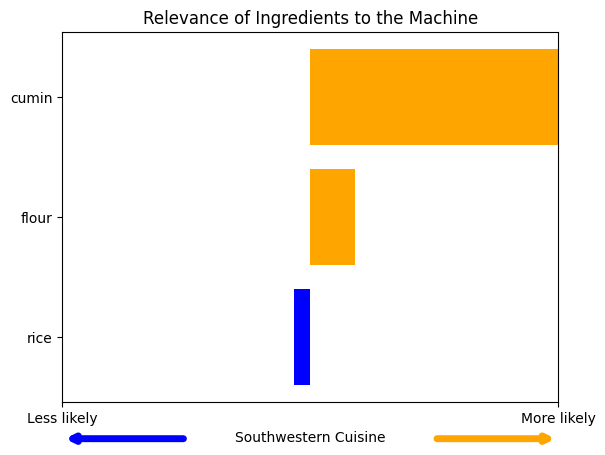 Relevance of Ingredients to the Machine
cumin
flour
rice
Less likely More likely
Southwestern Cuisine